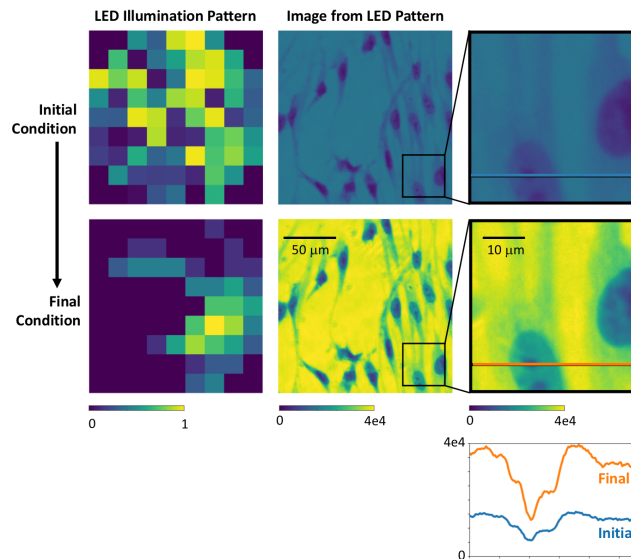 LED Illumination Pattern
Image from LED Pattern
Initial
Condition
Final
Condition
50 μm
10 μm
0
1
0
4e4
0
4e4
4e4
Final
Initial
0